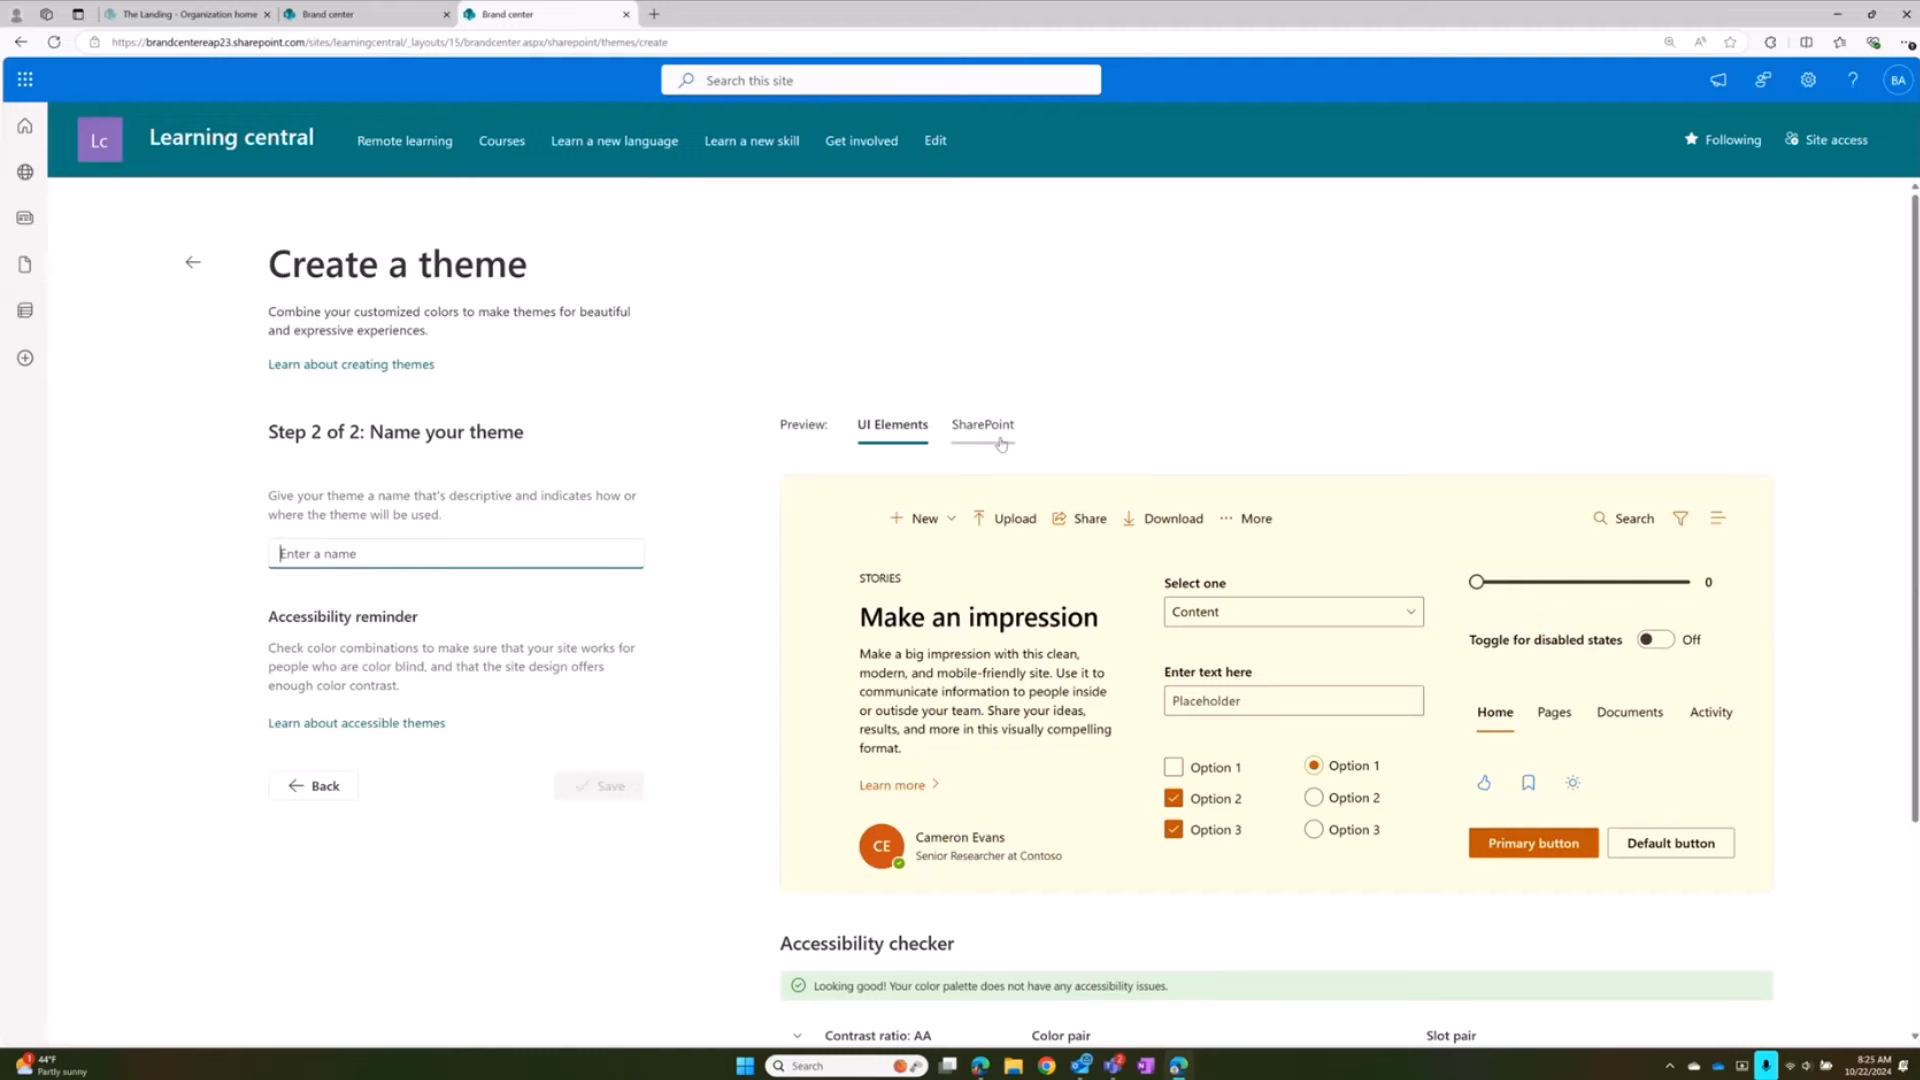 The Landing - Organization home
Brand center
Brand center
https://brandcentereap23.sharepoint.com/sites/learningcentral/_layouts/15/brandcenter.aspx/sharepoint/themes/create
Search this site
BA
Lc
Learning central
Remote learning
Courses
Learn a new language
Learn a new skill
Get involved
Edit
Following
Site access
Create a theme
Combine your customized colors to make themes for beautiful
and expressive experiences.
Learn about creating themes
Step 2 of 2: Name your theme
Give your theme a name that's descriptive and indicates how or
where the theme will be used.
Enter a name
Accessibility reminder
Check color combinations to make sure that your site works for
people who are color blind, and that the site design offers
enough color contrast.
Learn about accessible themes
Back
Save
Preview:
UI Elements
SharePoint
New
Upload
Share
Download
More
Search
STORIES
Make an impression
Make a big impression with this clean,
modern, and mobile-friendly site. Use it to
communicate information to people inside
or outisde your team. Share your ideas,
results, and more in this visually compelling
format.
Learn more
CE
Cameron Evans
Senior Researcher at Contoso
Select one
Content
Enter text here
Placeholder
Option 1
Option 2
Option 3
Option 1
Option 2
Option 3
0
Toggle for disabled states
Off
Home
Pages
Documents
Activity
Primary button
Default button
Accessibility checker
Looking good! Your color palette does not have any accessibility issues.
Contrast ratio: AA
Color pair
Slot pair
1
44°F
Partly sunny
Search
2
8:25 AM
10/22/2024